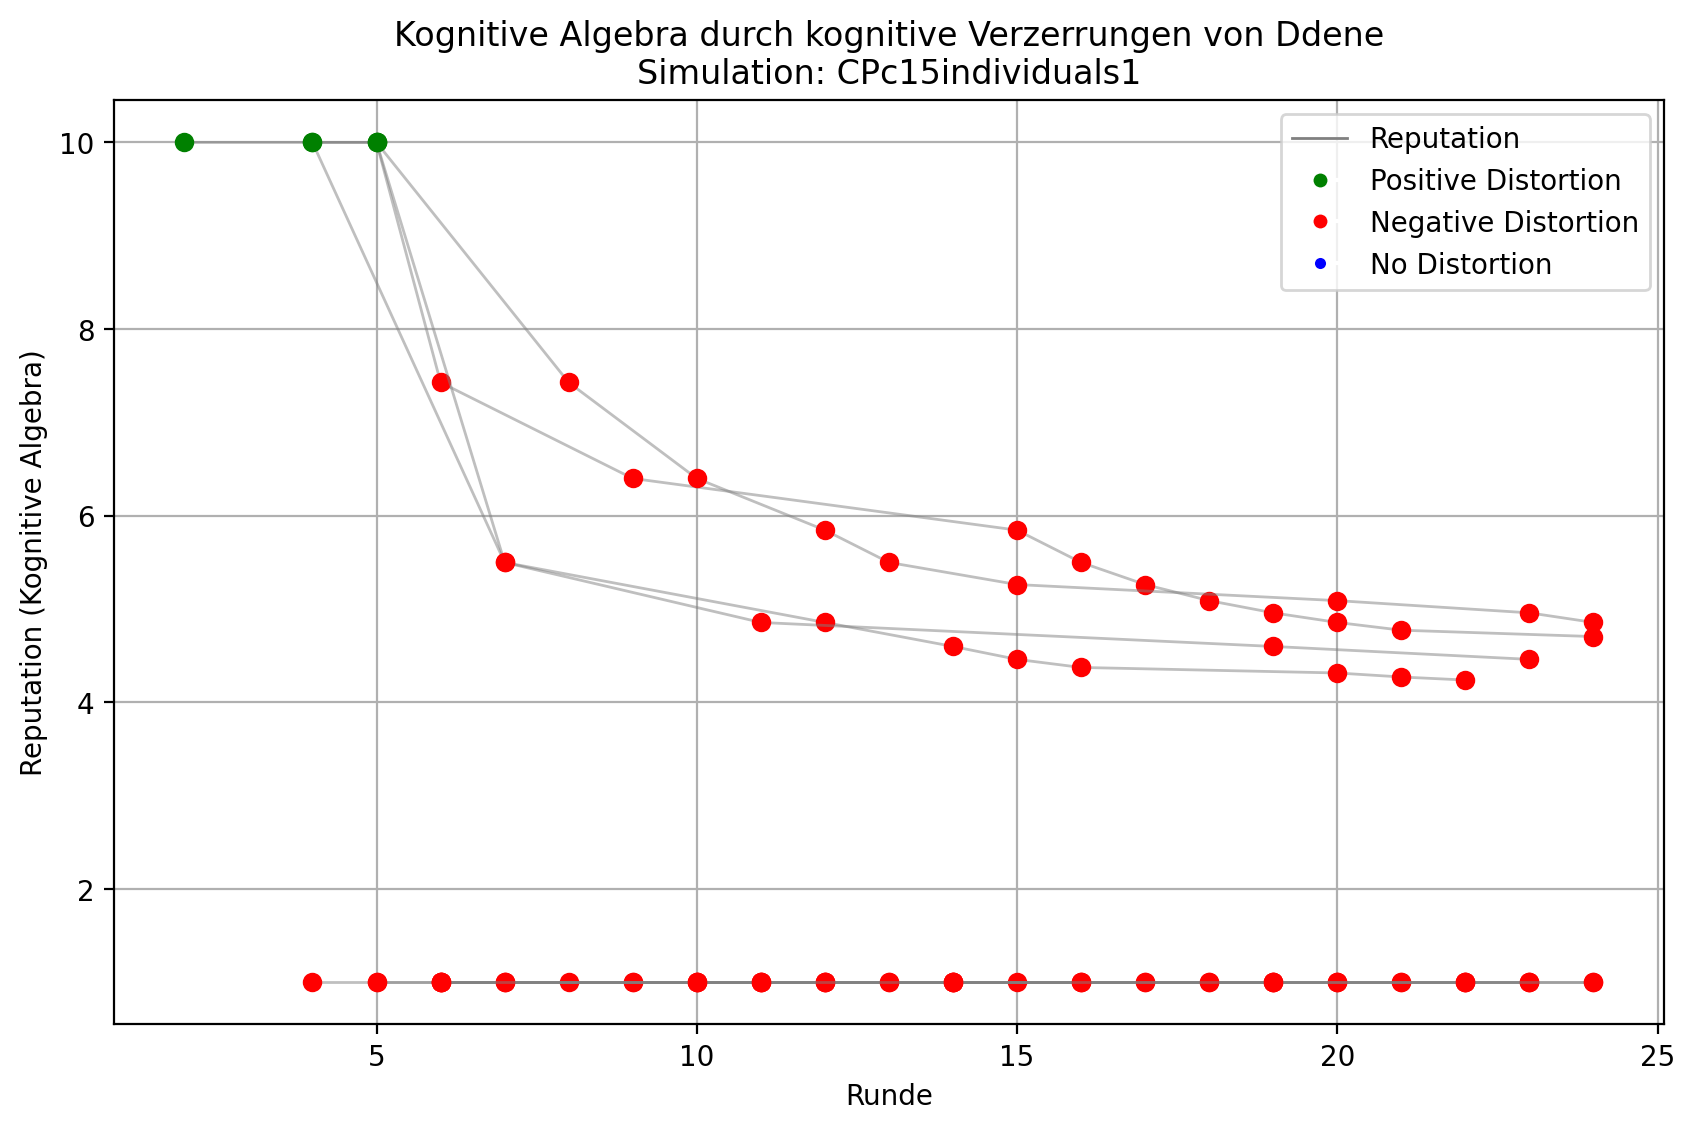 Kognitive Algebra durch kognitive Verzerrungen von Ddene
Simulation: CPc15individuals1
Reputation (Kognitive Algebra)
10
8
6
4
2
Reputation
Positive Distortion
Negative Distortion
No Distortion
5
10
15
20
25
Runde